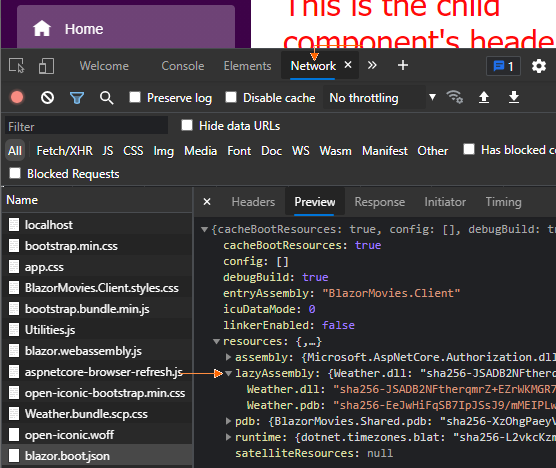 This is the child
Home
component's heade
Welcome
Console
Elements
Network
1
Preserve log
Disable cache
No throttling
Filter
Hide data URLs
All
Fetch/XHR
JS
CSS
Img
Media
Font
Doc
WS
Wasm
Manifest
Other
Has blocked co
Blocked Requests
Name
Headers
Preview
Response
Initiator
Timing
localhost
bootstrap.min.css
app.css
BlazorMovies.Client.styles.css
bootstrap.bundle.min.js
Utilities.js
blazor.webassembly.js
aspnetcore-browser-refresh.js
open-iconic-bootstrap.min.css
Weather.bundle.scp.css
open-iconic.woff
blazor.boot.json
{cacheBootResources: true, config: [], debugBuild: t
cacheBootResources: true
config: []
debugBuild: true
entryAssembly: "BlazorMovies.Client"
icuDataMode: 0
linkerEnabled: false
resources: {,…}
assembly: {Microsoft.AspNetCore.Authorization.dll
lazyAssembly: {Weather.dll: "sha256-JSADB2NFtherq
Weather.dll: "sha256-JSADB2NFtherqmrZ+EZrWKMGR7
Weather.pdb: "sha256-EeJwHiFqSB7IpJSsJ9/mMEIPLw
pdb: {BlazorMovies.Shared.pdb: "sha256-XzOhgPaeyV
runtime: {dotnet.timezones.blat: "sha256-L2vkcKzm
satelliteResources: null